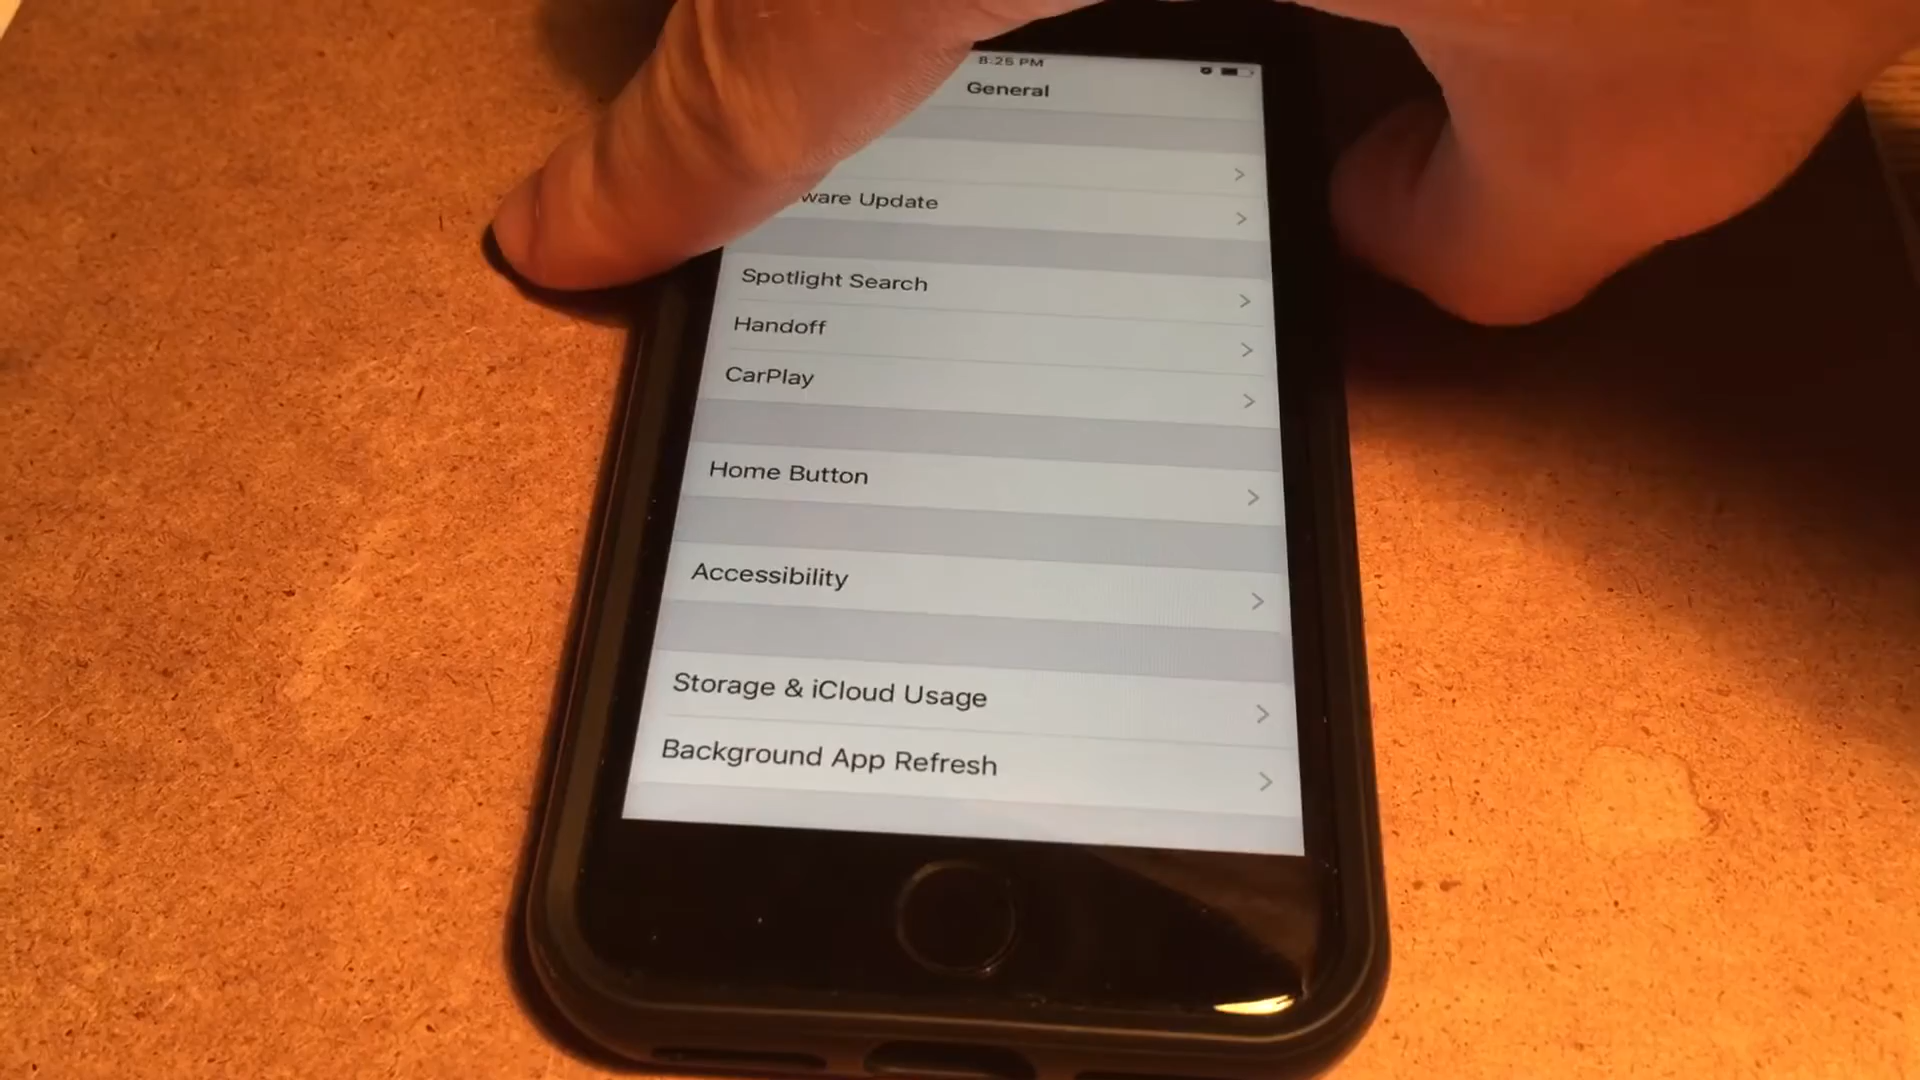 8:25 PM
General
ware Update
Spotlight Search
Handoff
CarPlay
Home Button
Accessibility
Storage & iCloud Usage
Background App Refresh